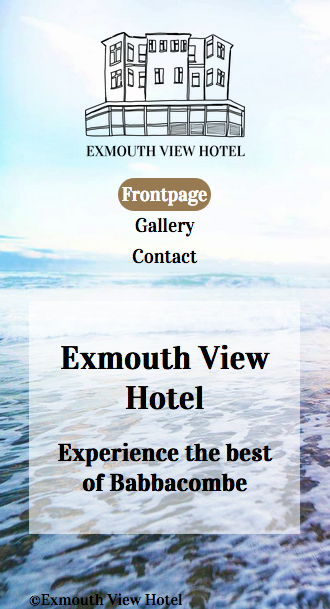 EXMOUTH VIEW HOTEL
Frontpage
Gallery
Contact
Exmouth View
Hotel
Experience the best
of Babbacombe
©Exmouth View Hotel